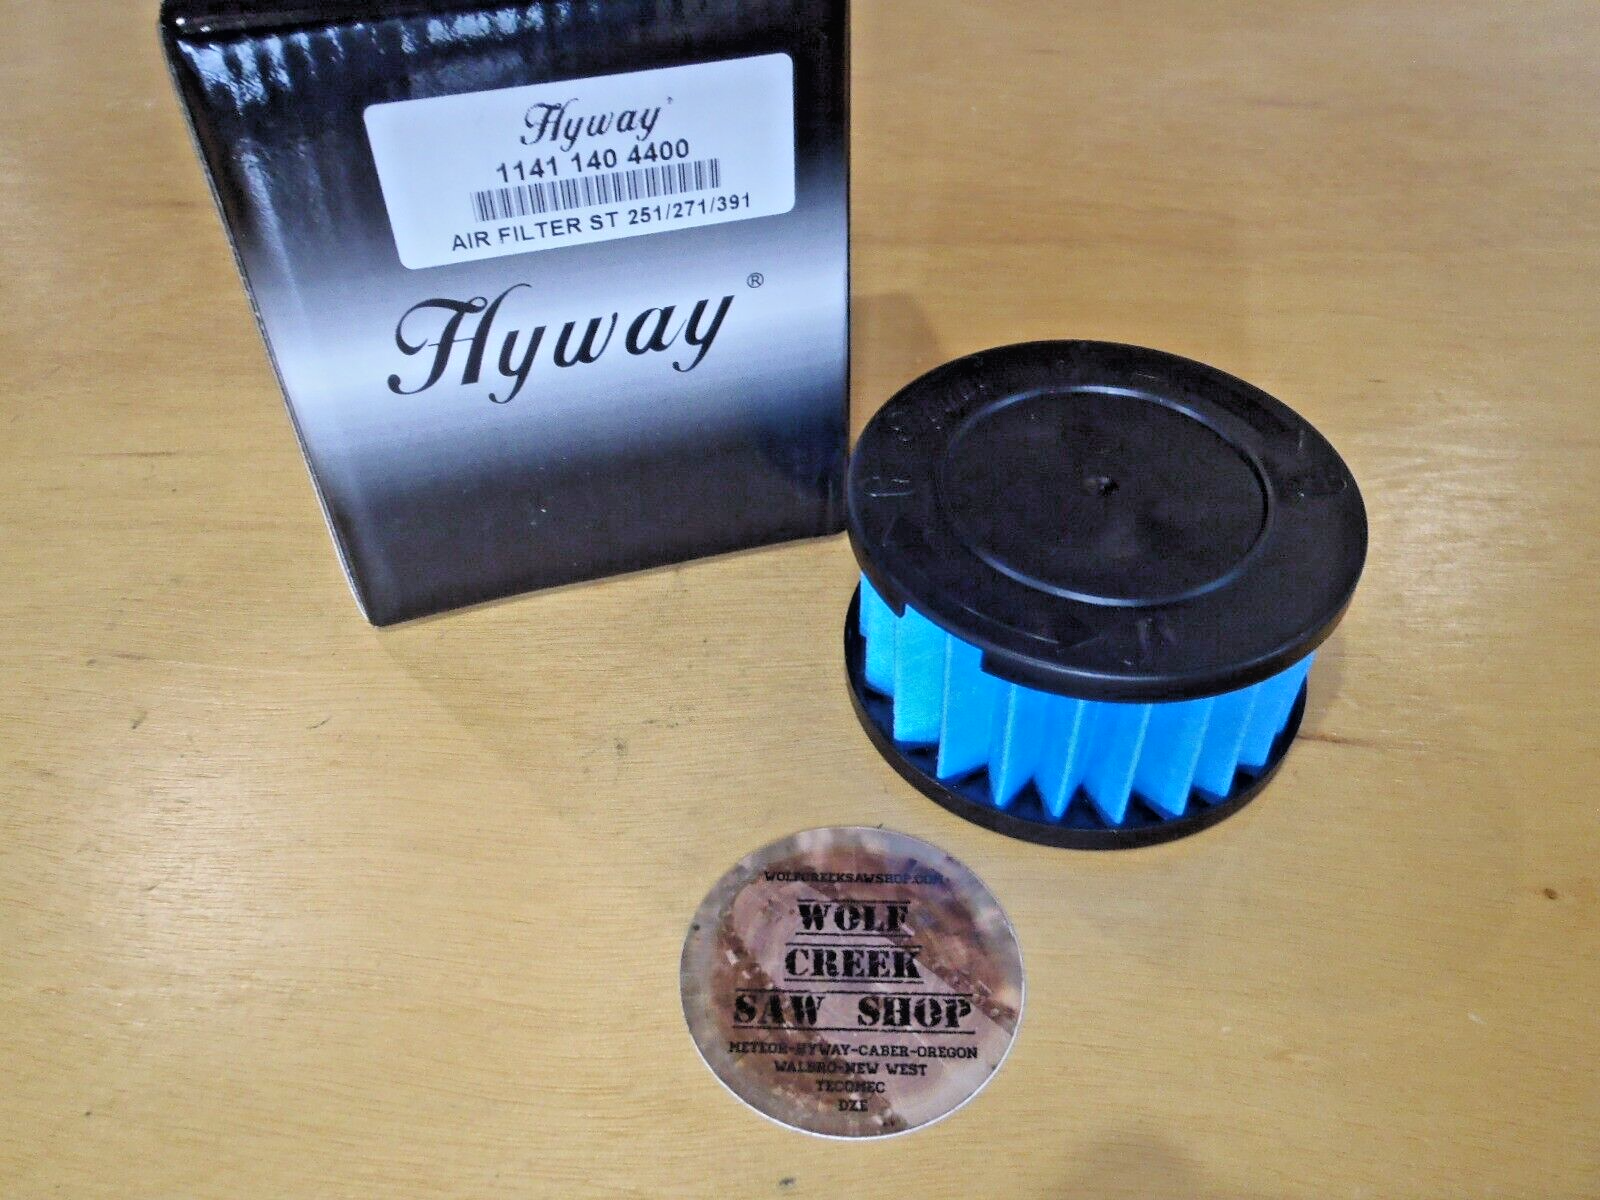 Hyway®
1141 140 4400
AIR FILTER ST 251/271/391
Hyway®
WOLFCREEKSAWSHOP.COM
WOLF
CREEK
SAW SHOP
METEOR-HYWAY-CABER-OREGON
WALBRO-NEW WEST
TECOMEC
DZE